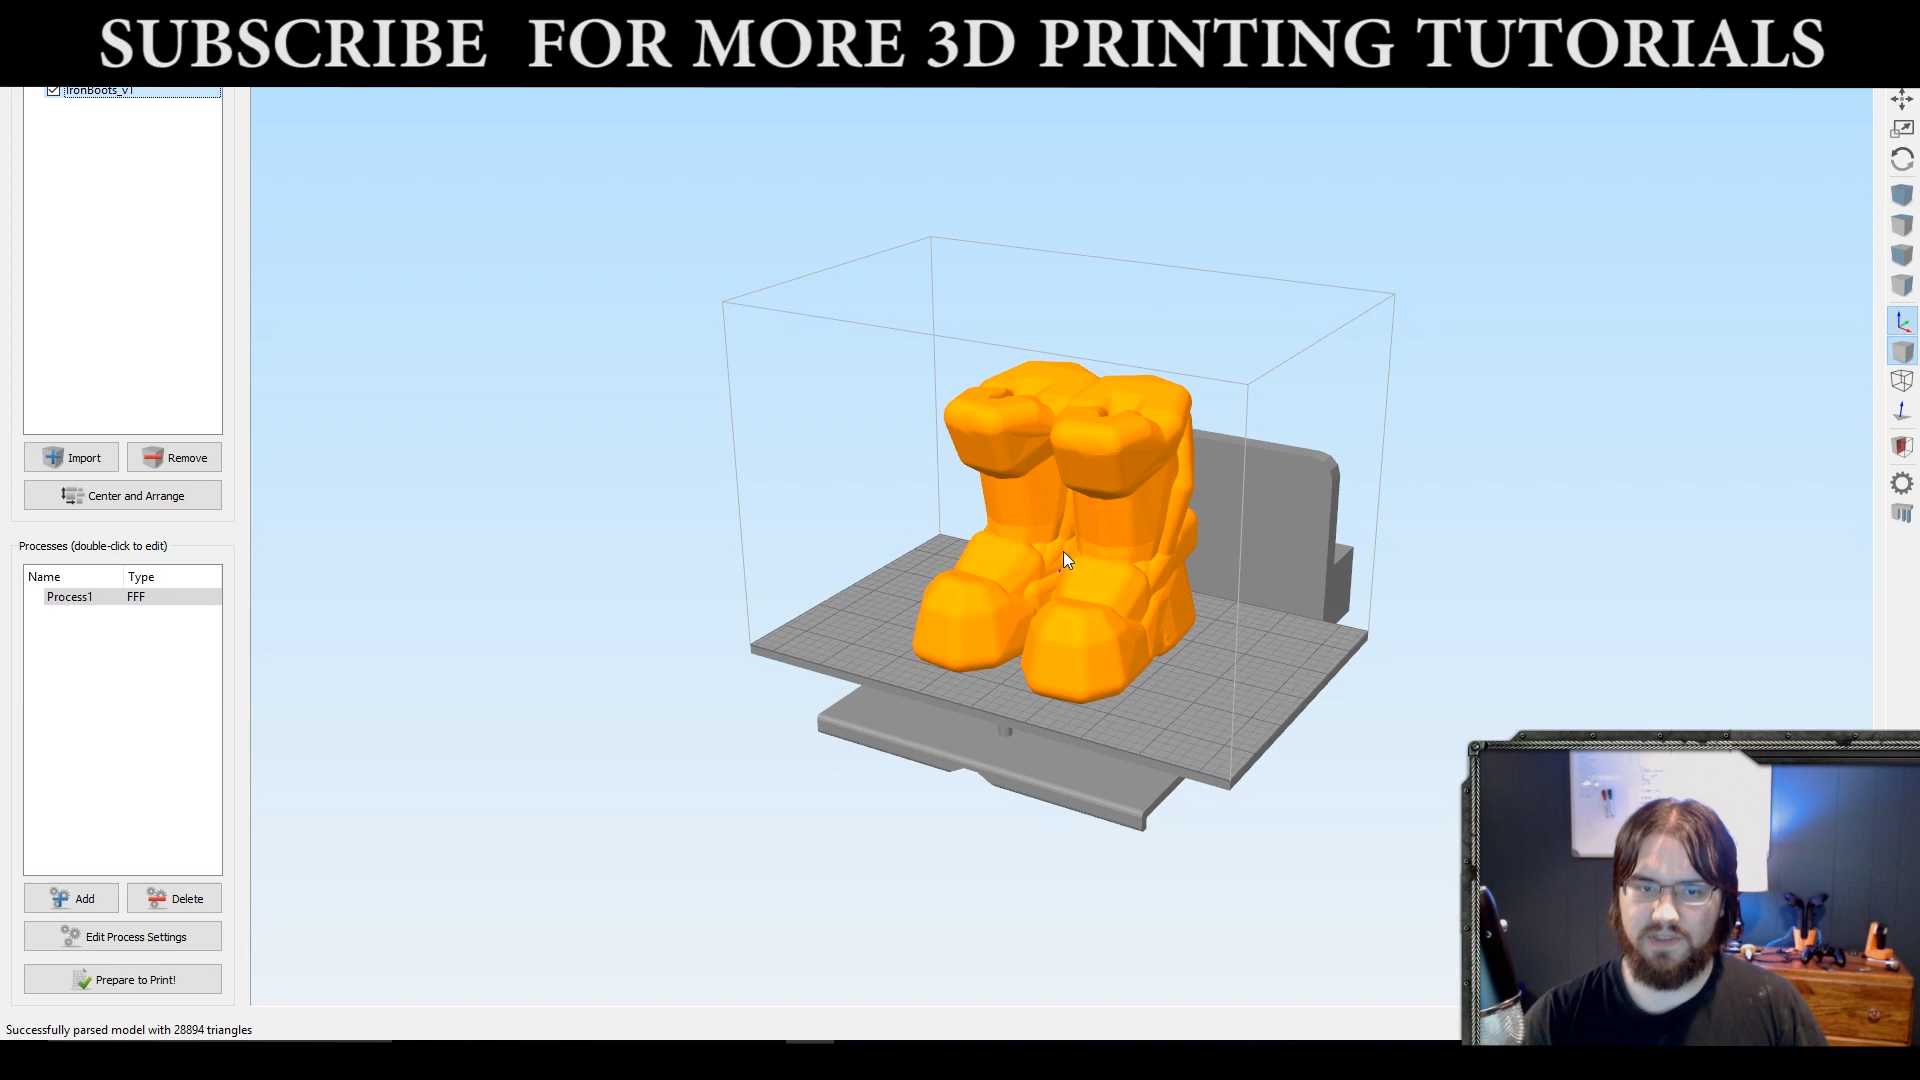 SUBSCRIBE FOR MORE 3D PRINTING TUTORIALS
IronBoots_v1
Import
Remove
Center and Arrange
Processes (double-click to edit)
Name Type
Process1 FFF
Add
Delete
Edit Process Settings
Prepare to Print!
Successfully parsed model with 28894 triangles